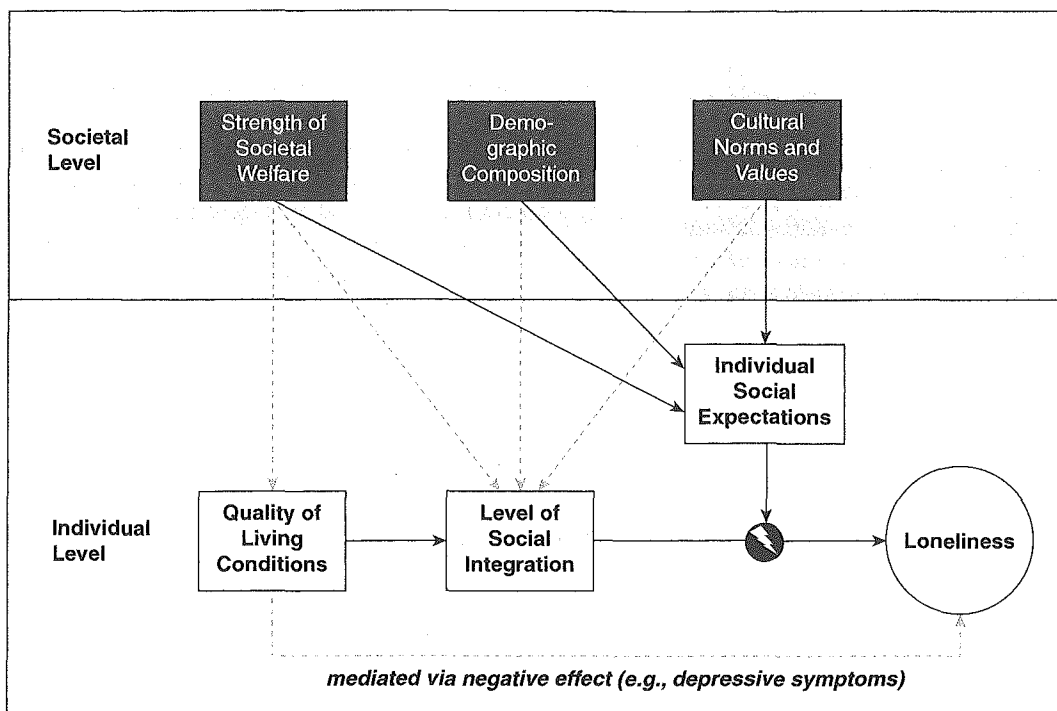 Societal
Level
Strength of
Societal
Welfare
Demo-
graphic
Composition
Cultural
Norms and
Values
Individual
Social
Expectations
Individual
Level
Quality of
Living
Conditions
Level of
Social
Integration
Loneliness
mediated via negative effect (e.g., depressive symptoms)